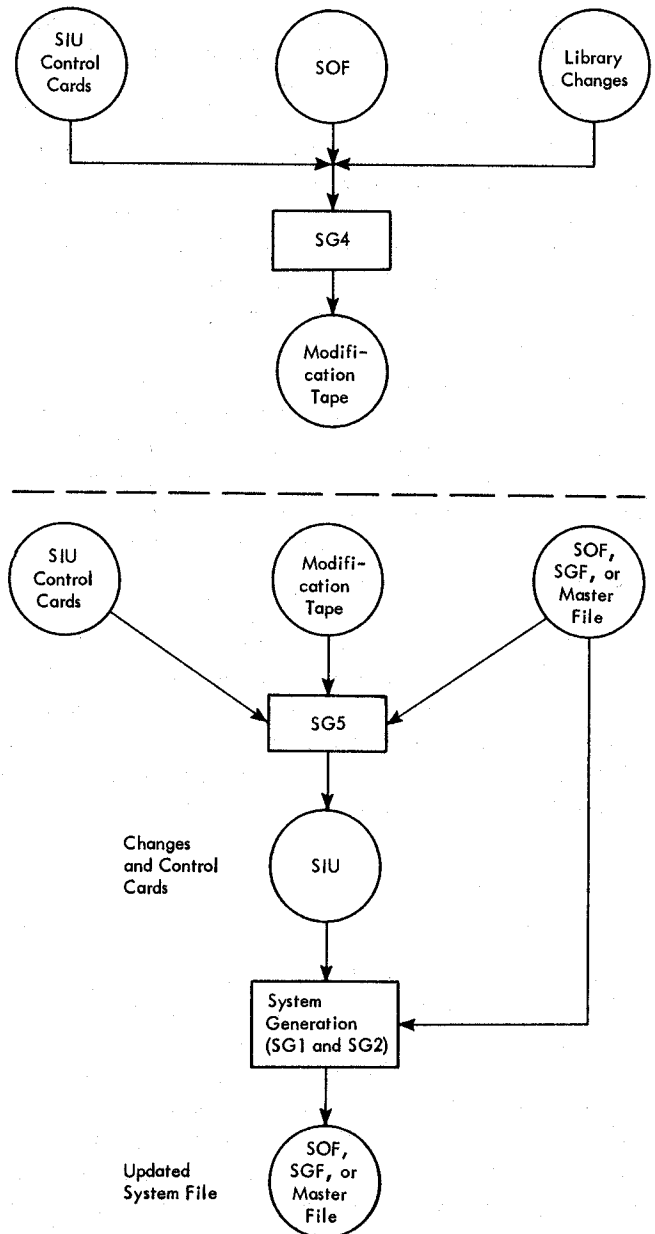 SIU
Control
Cards
SOF
Library
Changes
SG4
Modifi-
cation
Tape
SIU
Control
Cards
Modifi-
cation
Tape
SOF,
SGF, or
Master
File
SG5
Changes
and Control
Cards
SIU
System
Generation
(SG1 and SG2)
Updated
System File
SOF,
SGF, or
Master
File